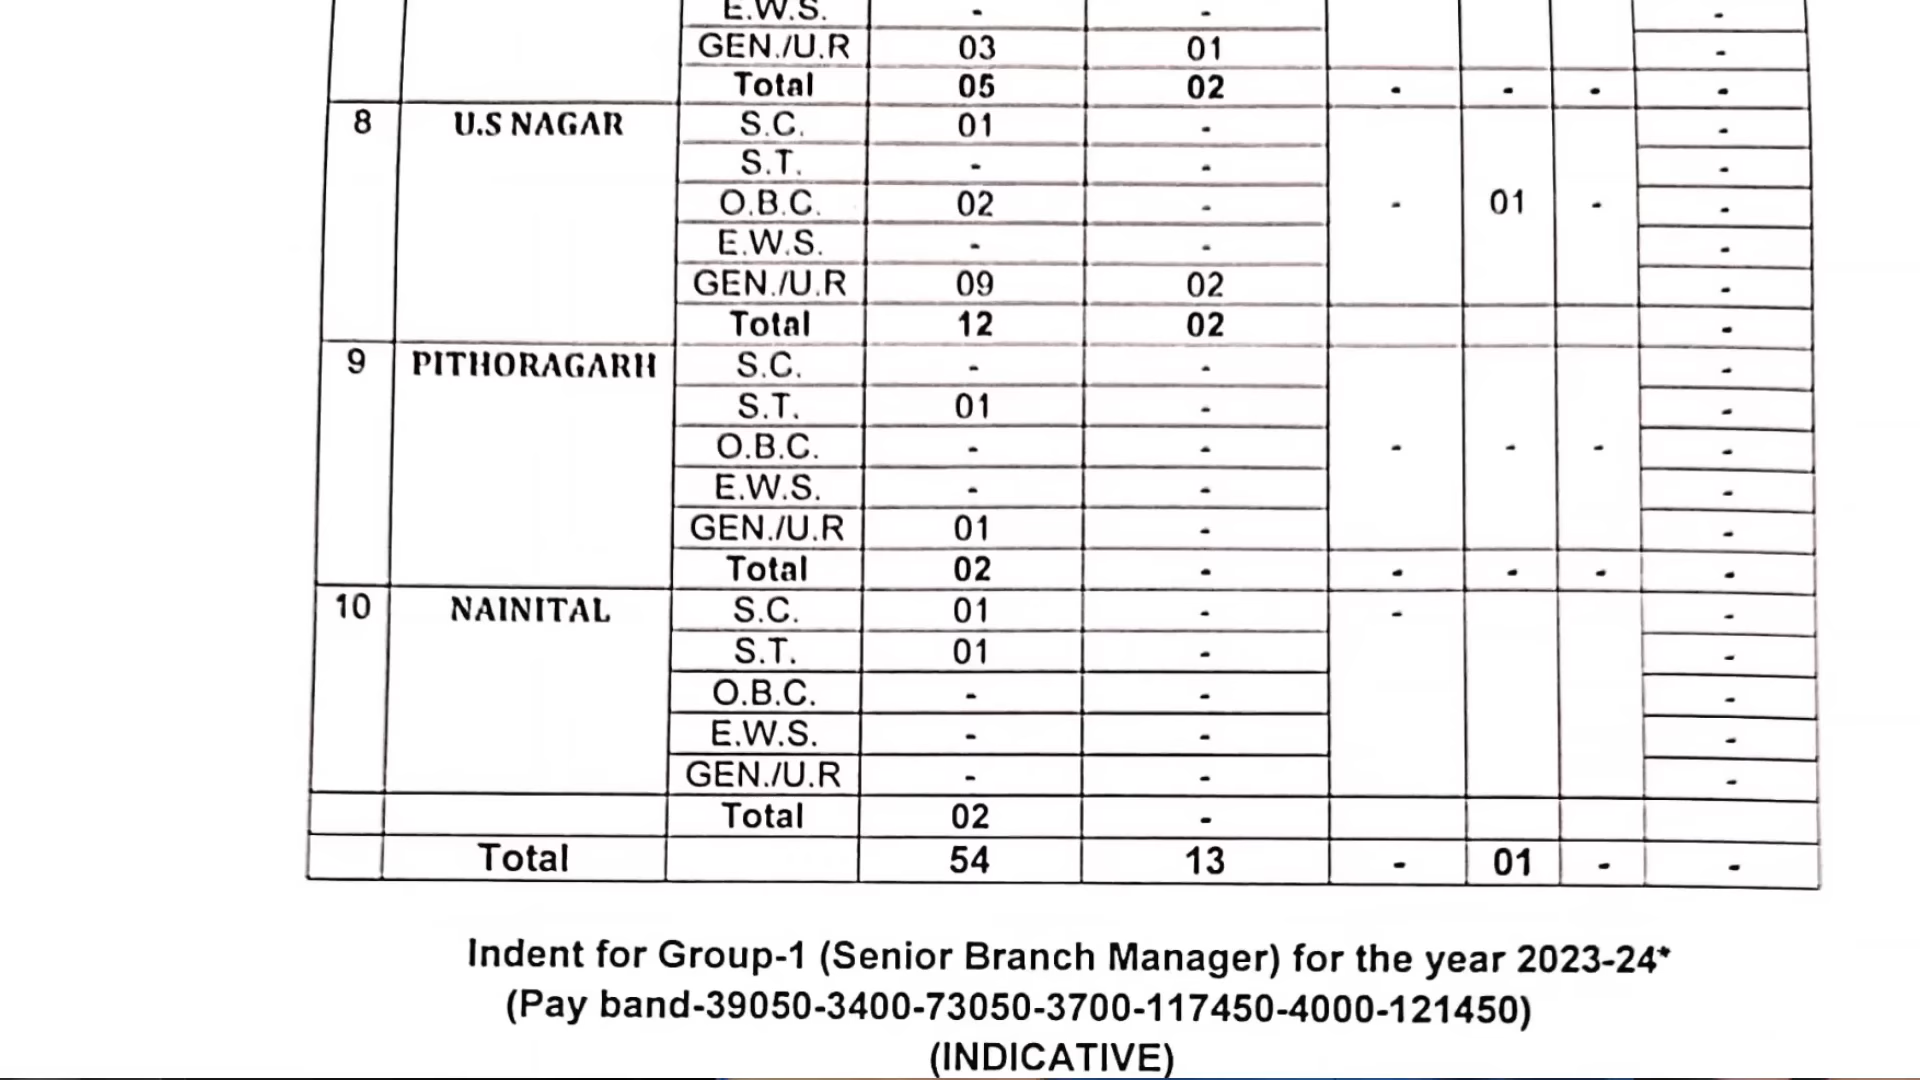 E.W.S. - - -
GEN./U.R 03 01 -
Total 05 02 - - - -
8 U.S NAGAR S.C. 01 - -
S.T. - - -
O.B.C. 02 - - 01 - -
E.W.S. - - -
GEN./U.R 09 02 -
Total 12 02 -
9 PITHORAGARH S.C. - - -
S.T. 01 - -
O.B.C. - - - - - -
E.W.S. - - -
GEN./U.R 01 - -
Total 02 - - - - -
10 NAINITAL S.C. 01 - - -
S.T. 01 - -
O.B.C. - - -
E.W.S. - - -
GEN./U.R - - -
Total 02 -
Total 54 13 - 01 - -
Indent for Group-1 (Senior Branch Manager) for the year 2023-24*
(Pay band-39050-3400-73050-3700-117450-4000-121450)
(INDICATIVE)